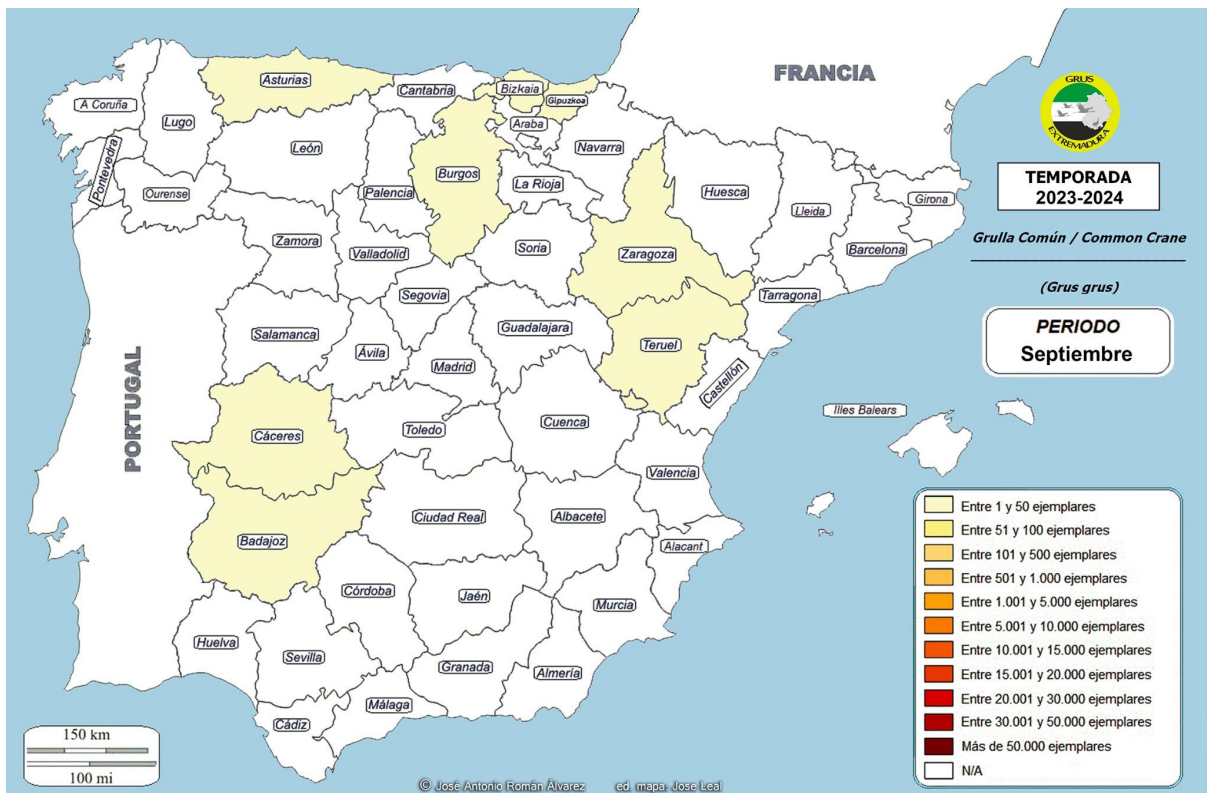 FRANCIA
PORTUGAL
A Coruña
Lugo
Asturias
Cantabria
Bizkaia
Gipuzkoa
Araba
Navarra
Pontevedra
Ourense
León
Palencia
Burgos
La Rioja
Huesca
Lleida
Girona
Barcelona
Zamora
Valladolid
Soria
Zaragoza
Tarragona
Segovia
Salamanca
Ávila
Madrid
Guadalajara
Teruel
Castellón
Cáceres
Toledo
Cuenca
Valencia
Illes Balears
Badajoz
Ciudad Real
Albacete
Alacant
Huelva
Sevilla
Córdoba
Jaén
Murcia
Cádiz
Málaga
Granada
Almería
GRUS
EXTREMADURA
TEMPORADA
2023-2024
Grulla Común / Common Crane
(Grus grus)
PERIODO
Septiembre
Entre 1 y 50 ejemplares
Entre 51 y 100 ejemplares
Entre 101 y 500 ejemplares
Entre 501 y 1.000 ejemplares
Entre 1.001 y 5.000 ejemplares
Entre 5.001 y 10.000 ejemplares
Entre 10.001 y 15.000 ejemplares
Entre 15.001 y 20.000 ejemplares
Entre 20.001 y 30.000 ejemplares
Entre 30.001 y 50.000 ejemplares
Más de 50.000 ejemplares
N/A
150 km
100 mi
© José Antonio Román Álvarez ed. mapa: Jose Leal